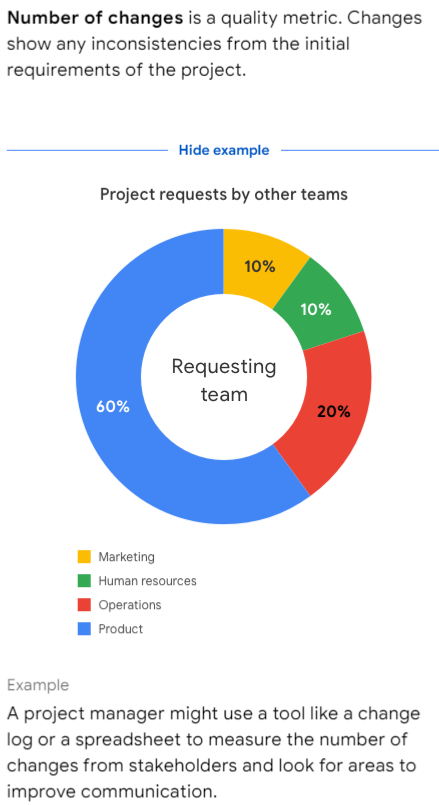 Number of changes is a quality metric. Changes
show any inconsistencies from the initial
requirements of the project.
Hide example
Project requests by other teams
10%
10%
Requesting
team
60%
20%
Marketing
Human resources
Operations
Product
Example
A project manager might use a tool like a change
log or a spreadsheet to measure the number of
changes from stakeholders and look for areas to
improve communication.